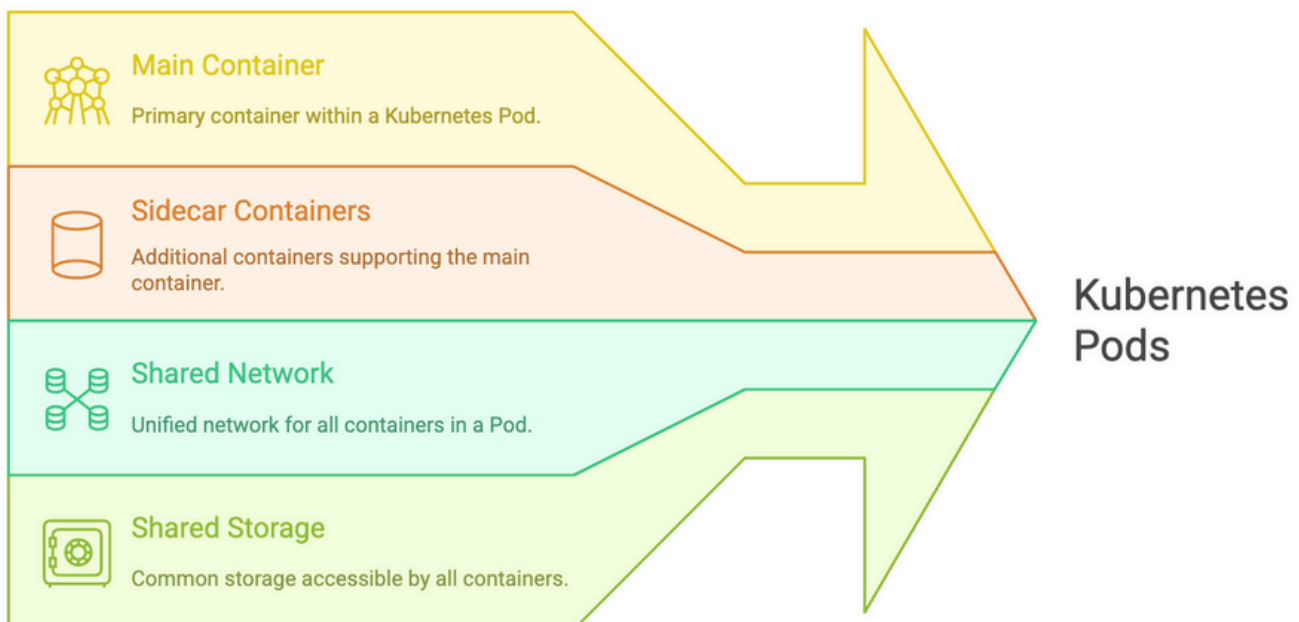 Main Container
Primary container within a Kubernetes Pod.
Sidecar Containers
Additional containers supporting the main
container.
Shared Network
Unified network for all containers in a Pod.
Shared Storage
Common storage accessible by all containers.
Kubernetes
Pods